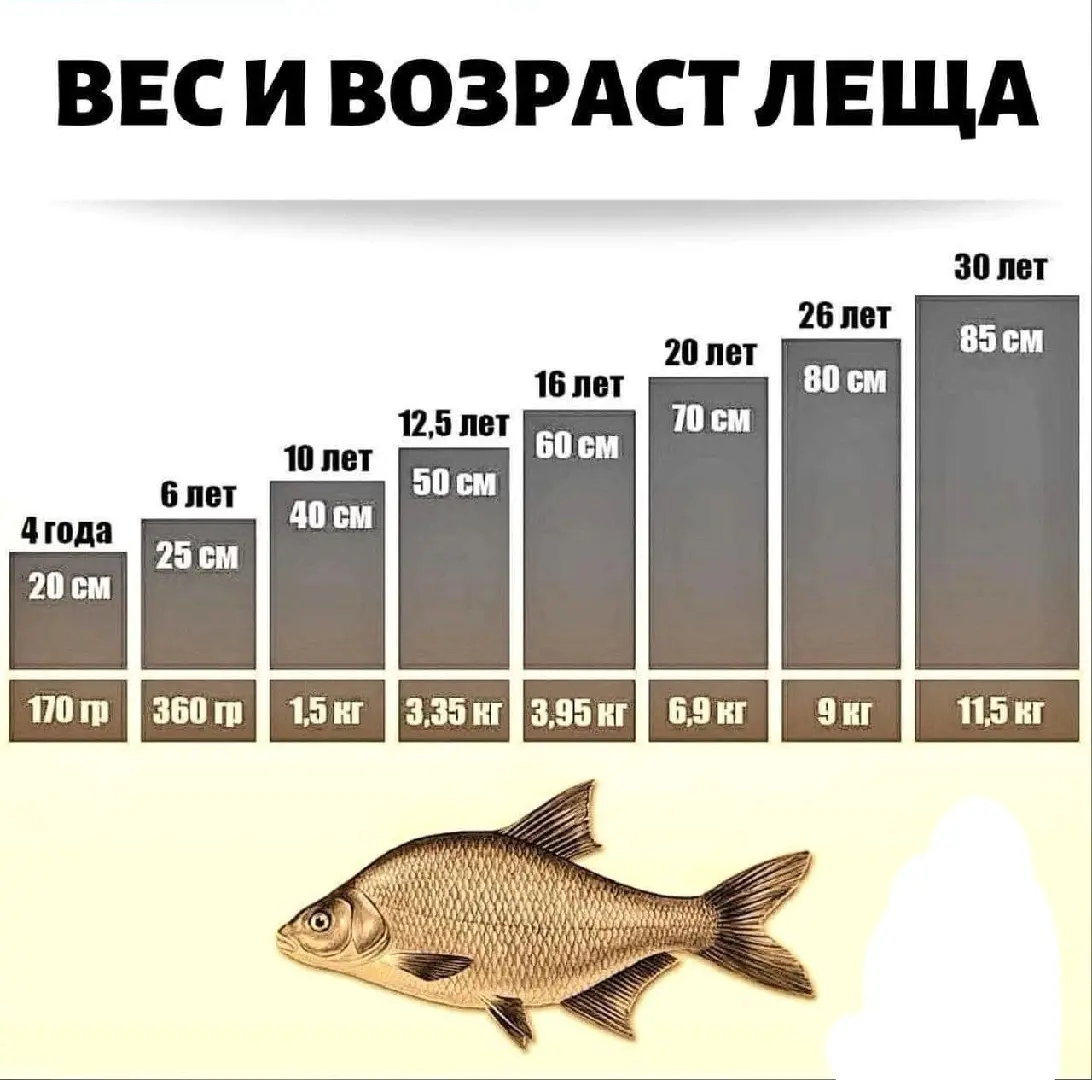 ВЕС И ВОЗРАСТ ЛЕЩА
4 года
20 см
170 гр
6 лет
25 см
360 гр
10 лет
40 см
1,5 кг
12,5 лет
50 см
3,35 кг
16 лет
60 см
3,95 кг
20 лет
70 см
6,9 кг
26 лет
80 см
9 кг
30 лет
85 см
11,5 кг